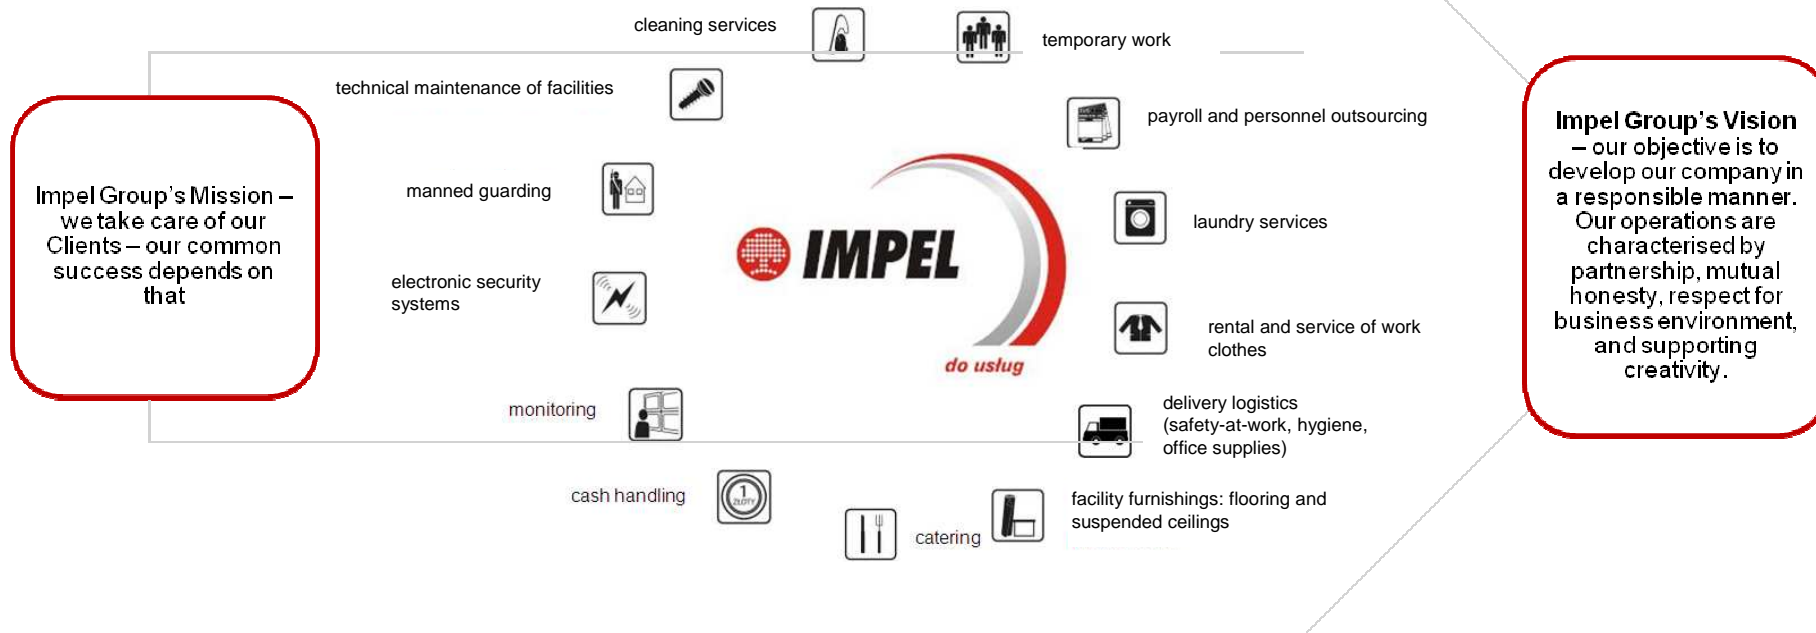 cleaning services
temporary work
technical maintenance of facilities
payroll and personnel outsourcing
manned guarding
laundry services
electronic security
systems
rental and service of work
clothes
monitoring
delivery logistics
(safety-at-work, hygiene,
office supplies)
cash handling
1
ZŁOTY
facility furnishings: flooring and
suspended ceilings
catering
IMPEL
do usług
Impel Group's Mission –
we take care of our
Clients – our common
success depends on
that
Impel Group's Vision
– our objective is to
develop our company in
a responsible manner.
Our operations are
characterised by
partnership, mutual
honesty, respect for
business environment,
and supporting
creativity.